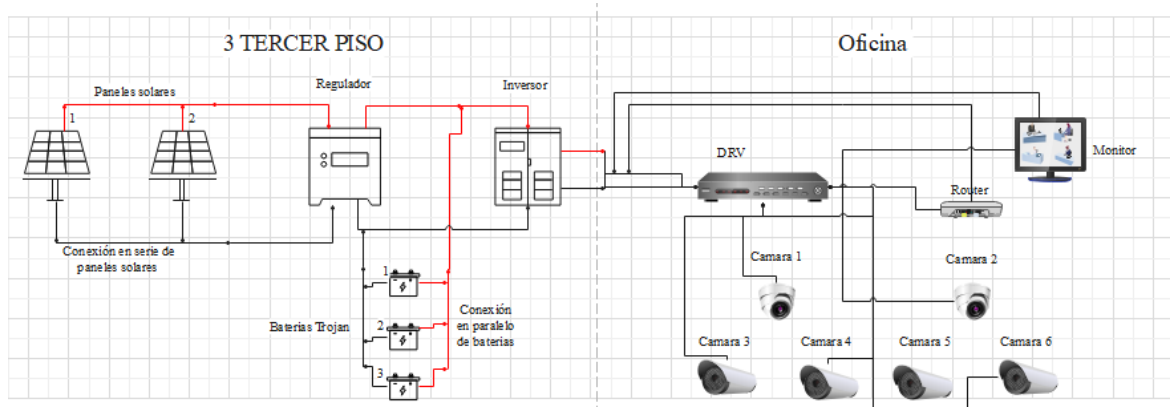 3 TERCER PISO
Oficina
Paneles solares
Regulador
Inversor
1
2
DRV
Monitor
Router
Conexión en serie de
paneles solares
Camara 1
Camara 2
1
Baterías Trojan
2
3
Conexión
en paralelo
de baterias
Camara 3
Camara 4
Camara 5
Camara 6